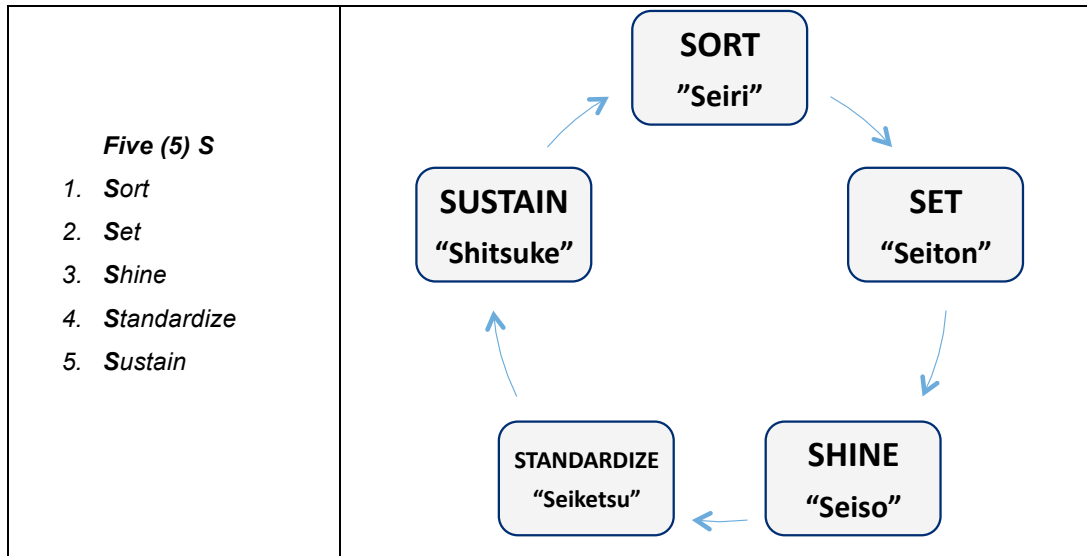 Five (5) S
1. Sort
2. Set
3. Shine
4. Standardize
5. Sustain
SORT
”Seiri”
SET
“Seiton”
SHINE
“Seiso”
STANDARDIZE
“Seiketsu”
SUSTAIN
“Shitsuke”